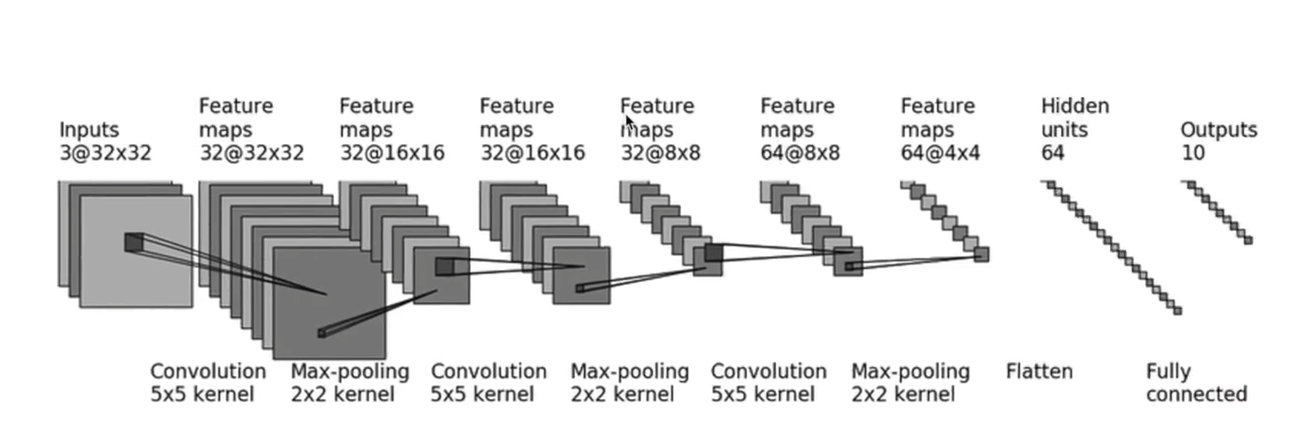 Inputs
3@32x32
Feature
maps
32@32x32
Feature
maps
32@16x16
Feature
maps
32@16x16
Feature
maps
32@8x8
Feature
maps
64@8x8
Feature
maps
64@4x4
Hidden
units
64
Outputs
10
Convolution
5x5 kernel
Max-pooling
2x2 kernel
Convolution
5x5 kernel
Max-pooling
2x2 kernel
Convolution
5x5 kernel
Max-pooling
2x2 kernel
Flatten
Fully
connected